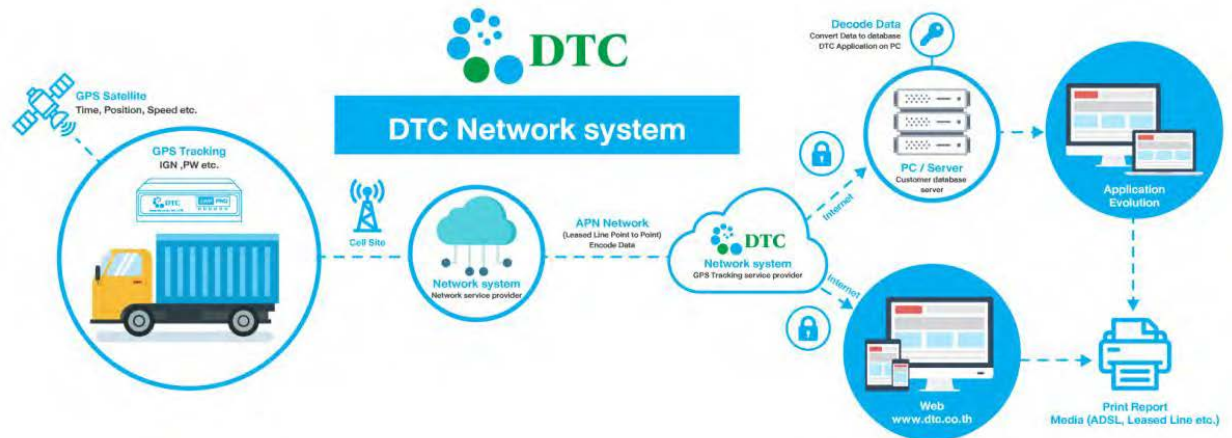 DTC
DTC Network system
GPS Satellite
Time, Position, Speed etc.
GPS Tracking
IGN ,PW etc.
DTC
Cell Site
Network system
Network service provider
APN Network
(Leased Line Point to Point)
Encode Data
DTC
Network system
GPS Tracking service provider
Internet
Internet
Decode Data
Convert Data to database
DTC Application on PC
PC / Server
Customer database
server
Application
Evolution
Web
www.dtc.co.th
Print Report
Media (ADSL, Leased Line etc.)